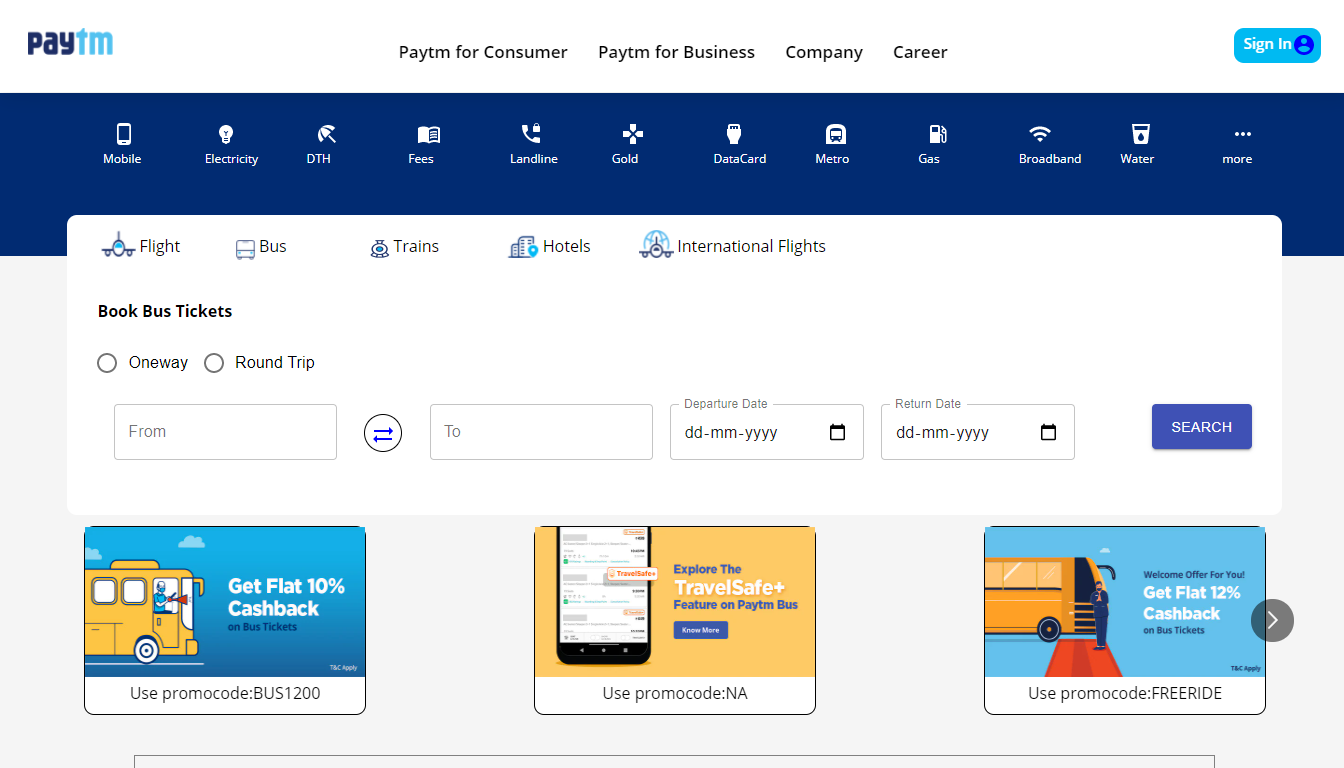 paytm
Paytm for Consumer Paytm for Business Company Career
Sign In
Mobile Electricity DTH Fees Landline Gold DataCard Metro Gas Broadband Water more
Flight Bus Trains Hotels International Flights
Book Bus Tickets
Oneway Round Trip
From To Departure Date dd-mm-yyyy Return Date dd-mm-yyyy SEARCH
Get Flat 10%
Cashback
on Bus Tickets
T&C Apply
Use promocode:BUS1200
TravelSafe+
Explore The
TravelSafe+
Feature on Paytm Bus
Know More
Use promocode:NA
Welcome Offer For You!
Get Flat 12%
Cashback
on Bus Tickets
T&C Apply
Use promocode:FREERIDE